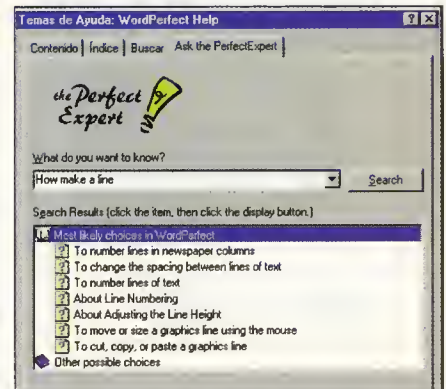 Temas de Ayuda: WordPerfect Help
Contenido Índice Buscar Ask the PerfectExpert
the Perfect
Expert
What do you want to know?
How make a line
Search
Search Results (click the item, then click the display button.)
Most likely choices in WordPerfect
To number lines in newspaper columns
To change the spacing between lines of text
To number lines of text
About Line Numbering
About Adjusting the Line Height
To move or size a graphics line using the mouse
To cut, copy, or paste a graphics line
Other possible choices